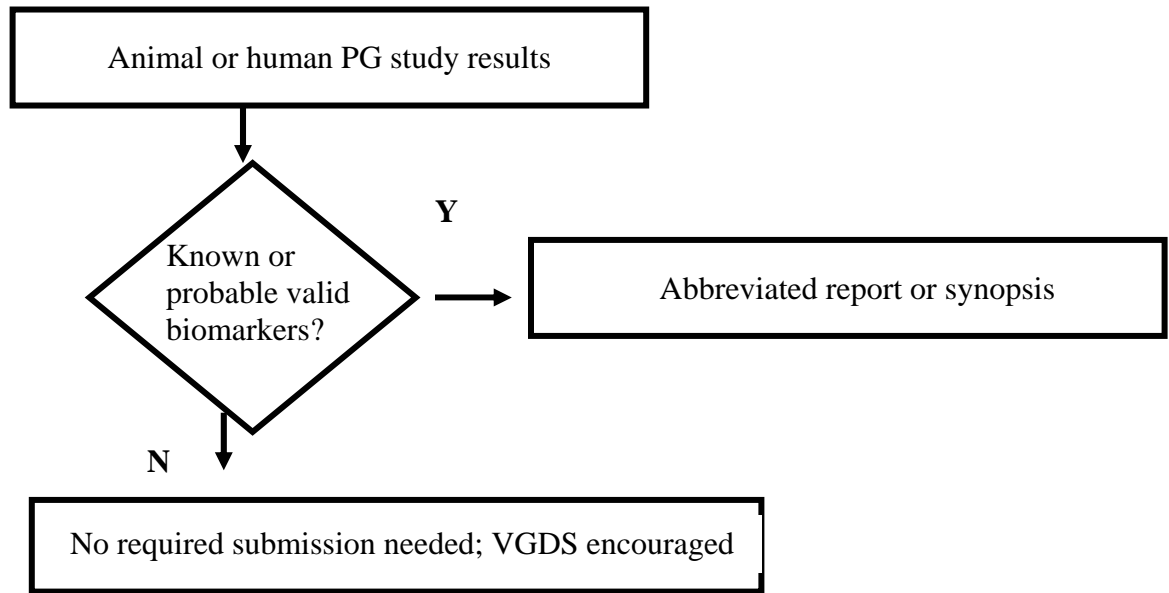 Animal or human PG study results
Y
Known or
probable valid
biomarkers?
Abbreviated report or synopsis
N
No required submission needed; VGDS encouraged